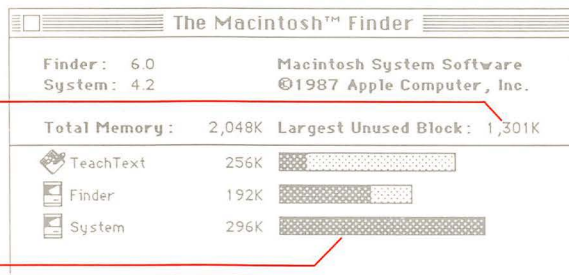 The Macintosh™ Finder
Finder: 6.0 Macintosh System Software
System: 4.2 ©1987 Apple Computer, Inc.
Total Memory: 2,048K Largest Unused Block: 1,301K
TeachText 256K
Finder 192K
System 296K